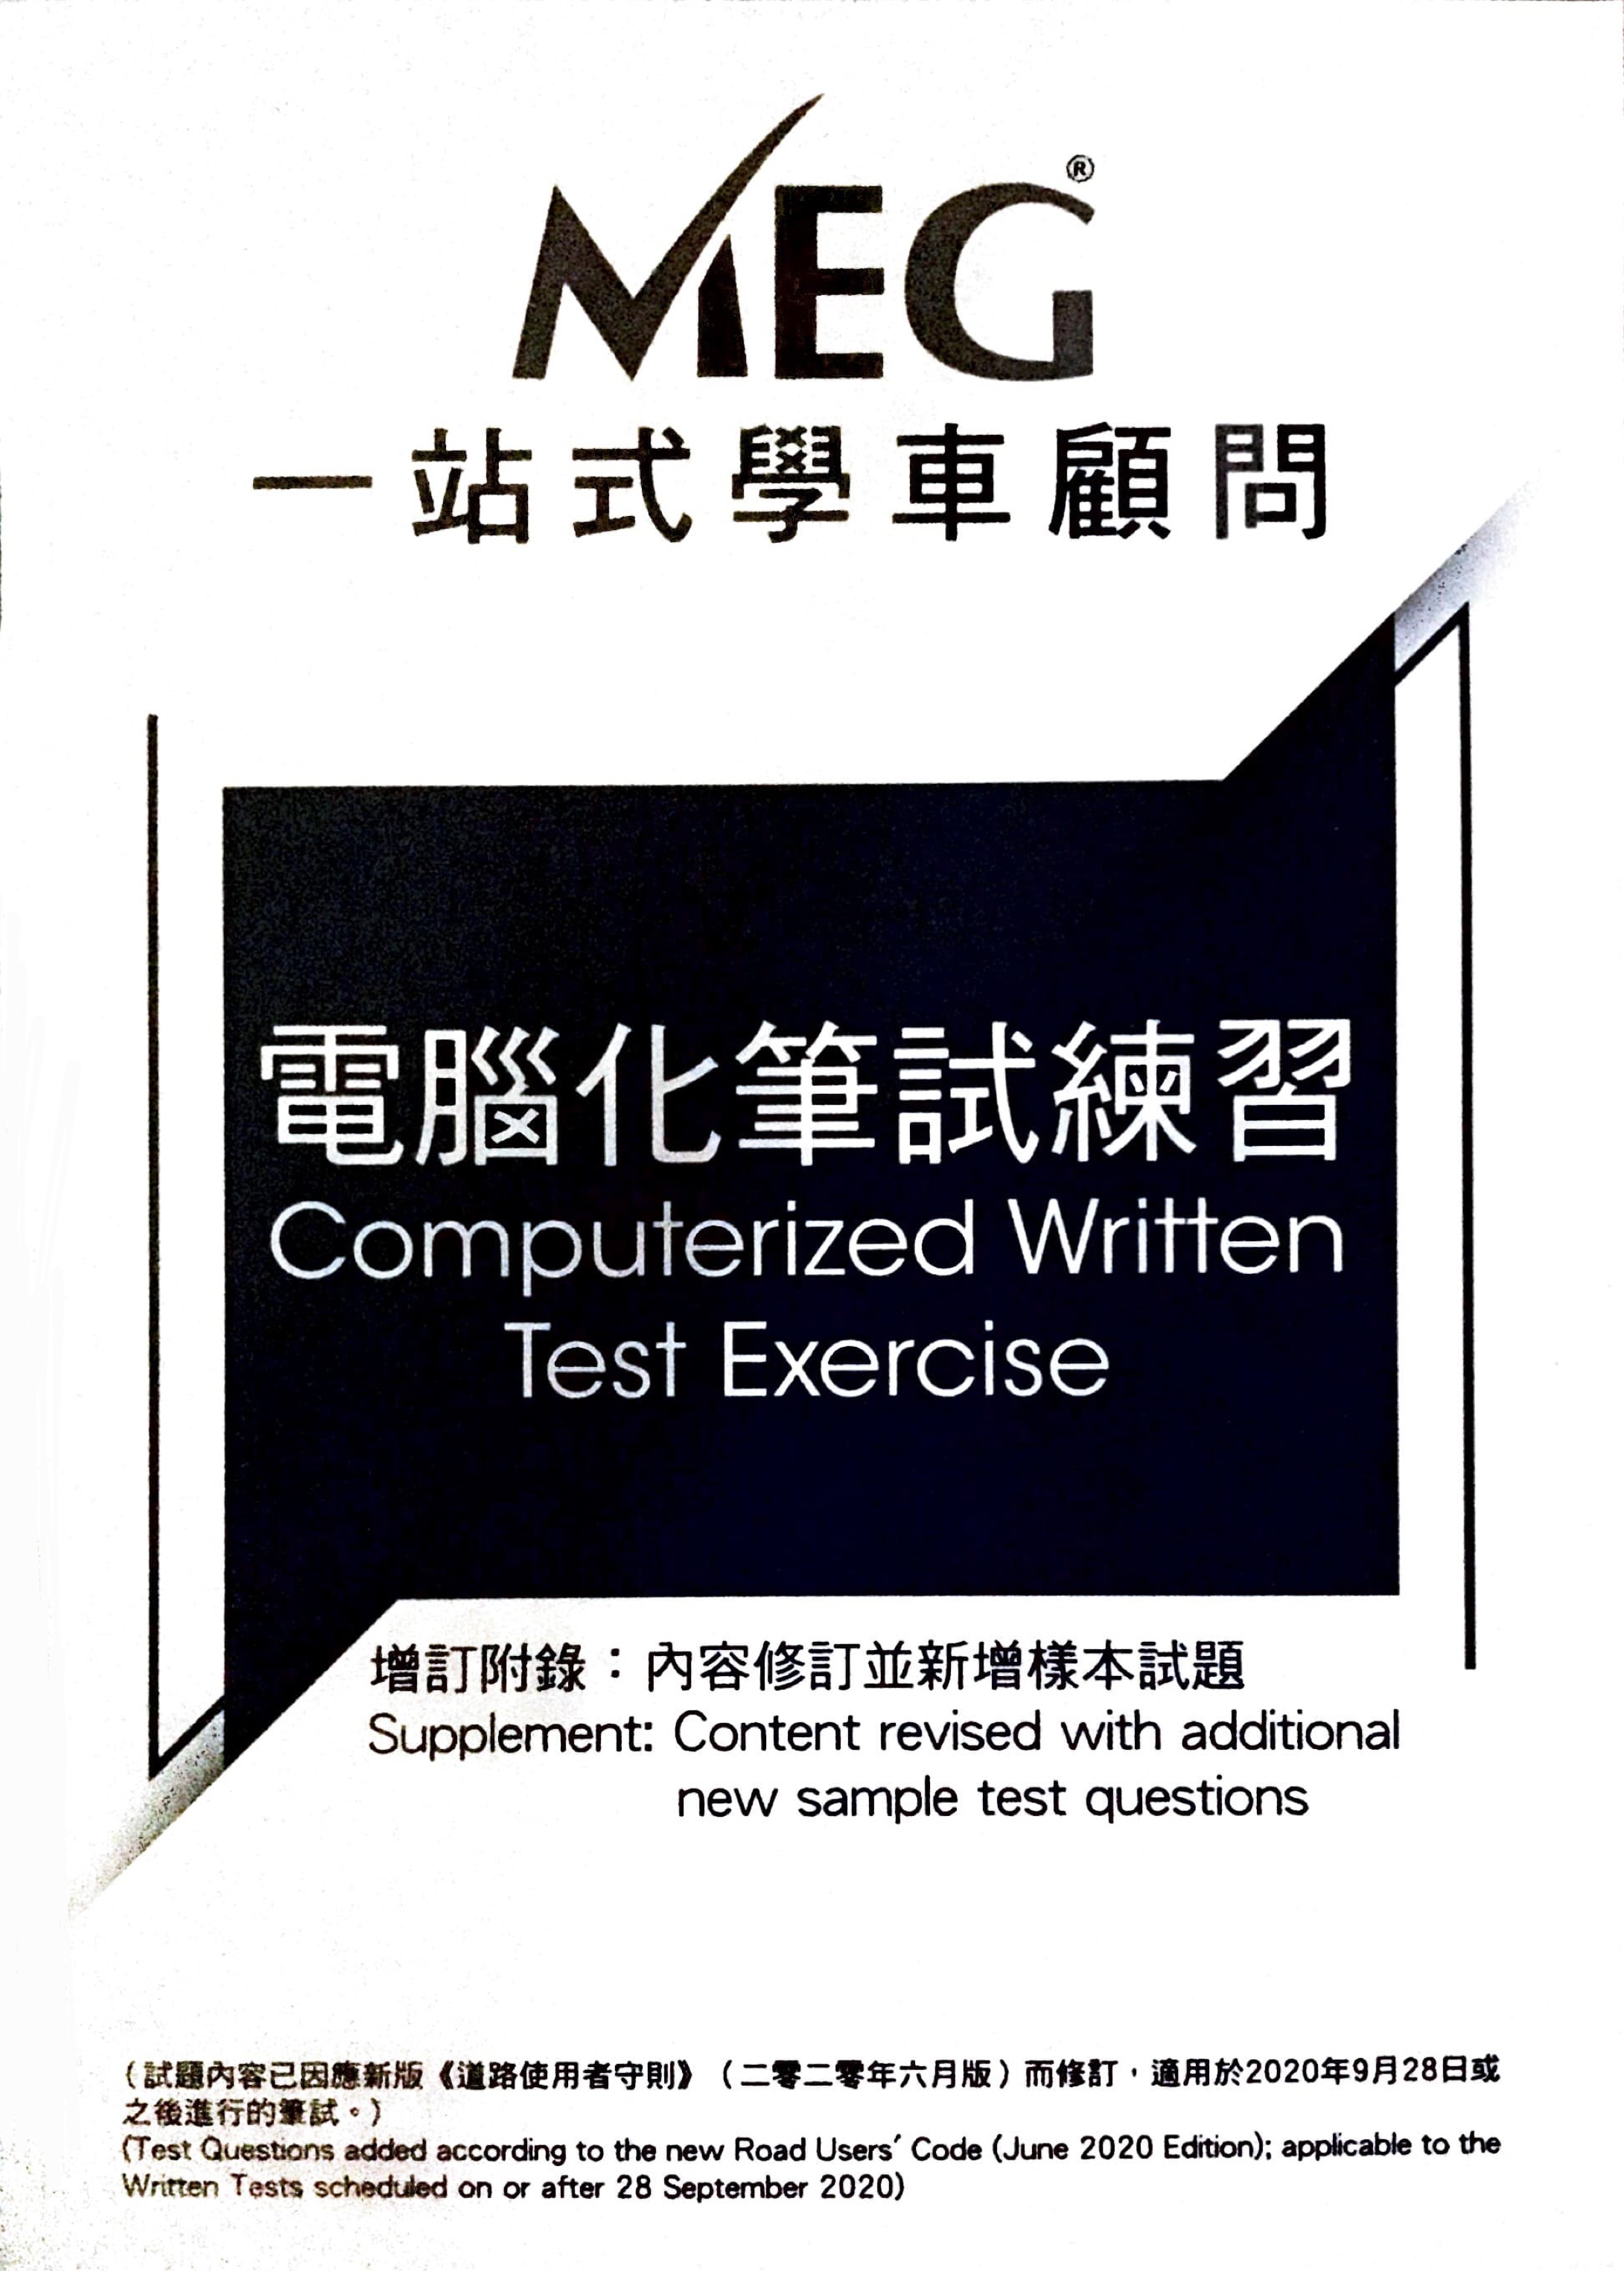 MEG®
一站式學車顧問
電腦化筆試練習
Computerized Written
Test Exercise
增訂附錄：內容修訂並新增樣本試題
Supplement: Content revised with additional
new sample test questions
（試題內容已因應新版《道路使用者守則》（二零二零年六月版）而修訂，適用於2020年9月28日或
之後進行的筆試。）
(Test Questions added according to the new Road Users' Code (June 2020 Edition); applicable to the
Written Tests scheduled on or after 28 September 2020)